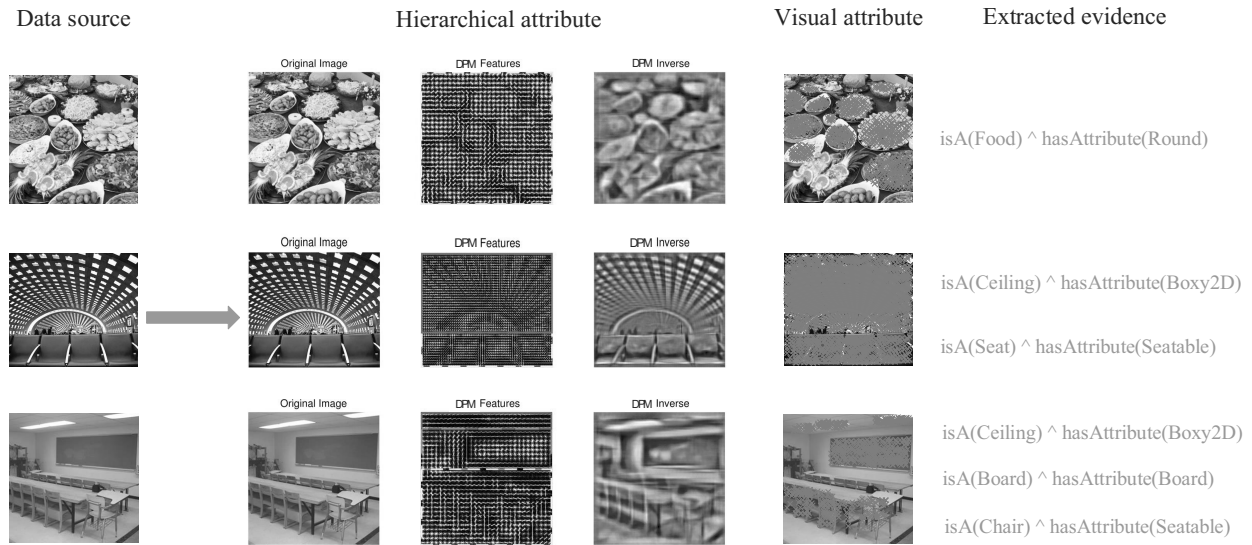 Data source
Hierarchical attribute
Visual attribute
Extracted evidence
Original Image
DPM Features
DPM Inverse
isA(Food) ^ hasAttribute(Round)
Original Image
DPM Features
DPM Inverse
isA(Ceiling) ^ hasAttribute(Boxy2D)
isA(Seat) ^ hasAttribute(Seatable)
Original Image
DPM Features
DPM Inverse
isA(Ceiling) ^ hasAttribute(Boxy2D)
isA(Board) ^ hasAttribute(Board)
isA(Chair) ^ hasAttribute(Seatable)